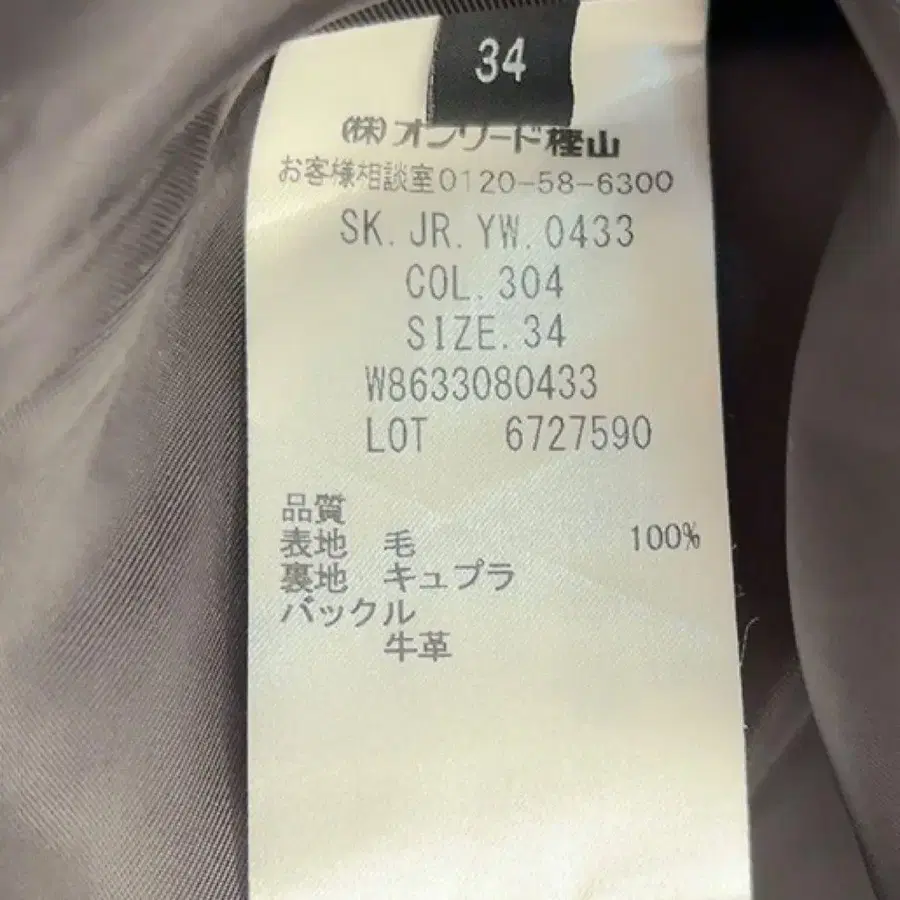 34
(株)オンワード樫山
お客様相談室0120-58-6300
SK.JR.YW.0433
COL.304
SIZE.34
W8633080433
LOT 6727590
品質
表地 毛 100%
裏地 キュプラ
バックル
牛革